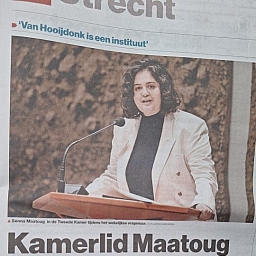 Utrecht
▸ 'Van Hooijdonk is een instituut'
▲ Senna Maatoug in de Tweede Kamer tijdens het wekelijkse vragenuur.
Kamerlid Maatoug